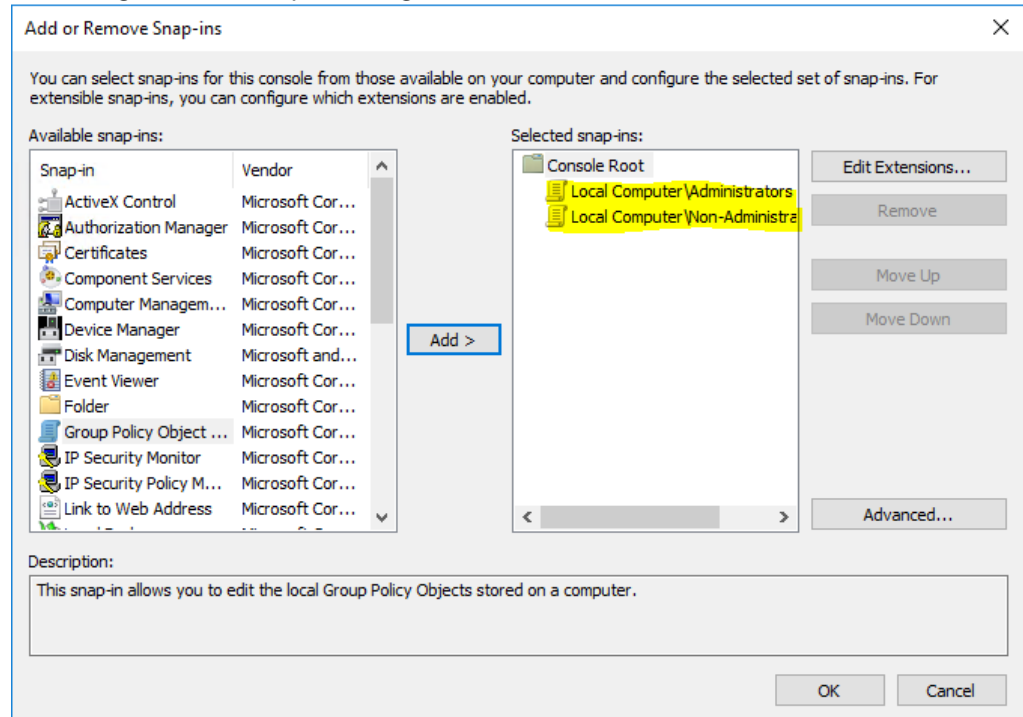 Add or Remove Snap-ins
You can select snap-ins for this console from those available on your computer and configure the selected set of snap-ins. For
extensible snap-ins, you can configure which extensions are enabled.
Available snap-ins:
Selected snap-ins:
Snap-in Vendor
ActiveX Control Microsoft Cor...
Authorization Manager Microsoft Cor...
Certificates Microsoft Cor...
Component Services Microsoft Cor...
Computer Managem... Microsoft Cor...
Device Manager Microsoft Cor...
Disk Management Microsoft and...
Event Viewer Microsoft Cor...
Folder Microsoft Cor...
Group Policy Object ... Microsoft Cor...
IP Security Monitor Microsoft Cor...
IP Security Policy M... Microsoft Cor...
Link to Web Address Microsoft Cor...
Add >
Console Root
Local Computer\Administrators
Local Computer\Non-Administra
Edit Extensions...
Remove
Move Up
Move Down
Advanced...
Description:
This snap-in allows you to edit the local Group Policy Objects stored on a computer.
OK
Cancel